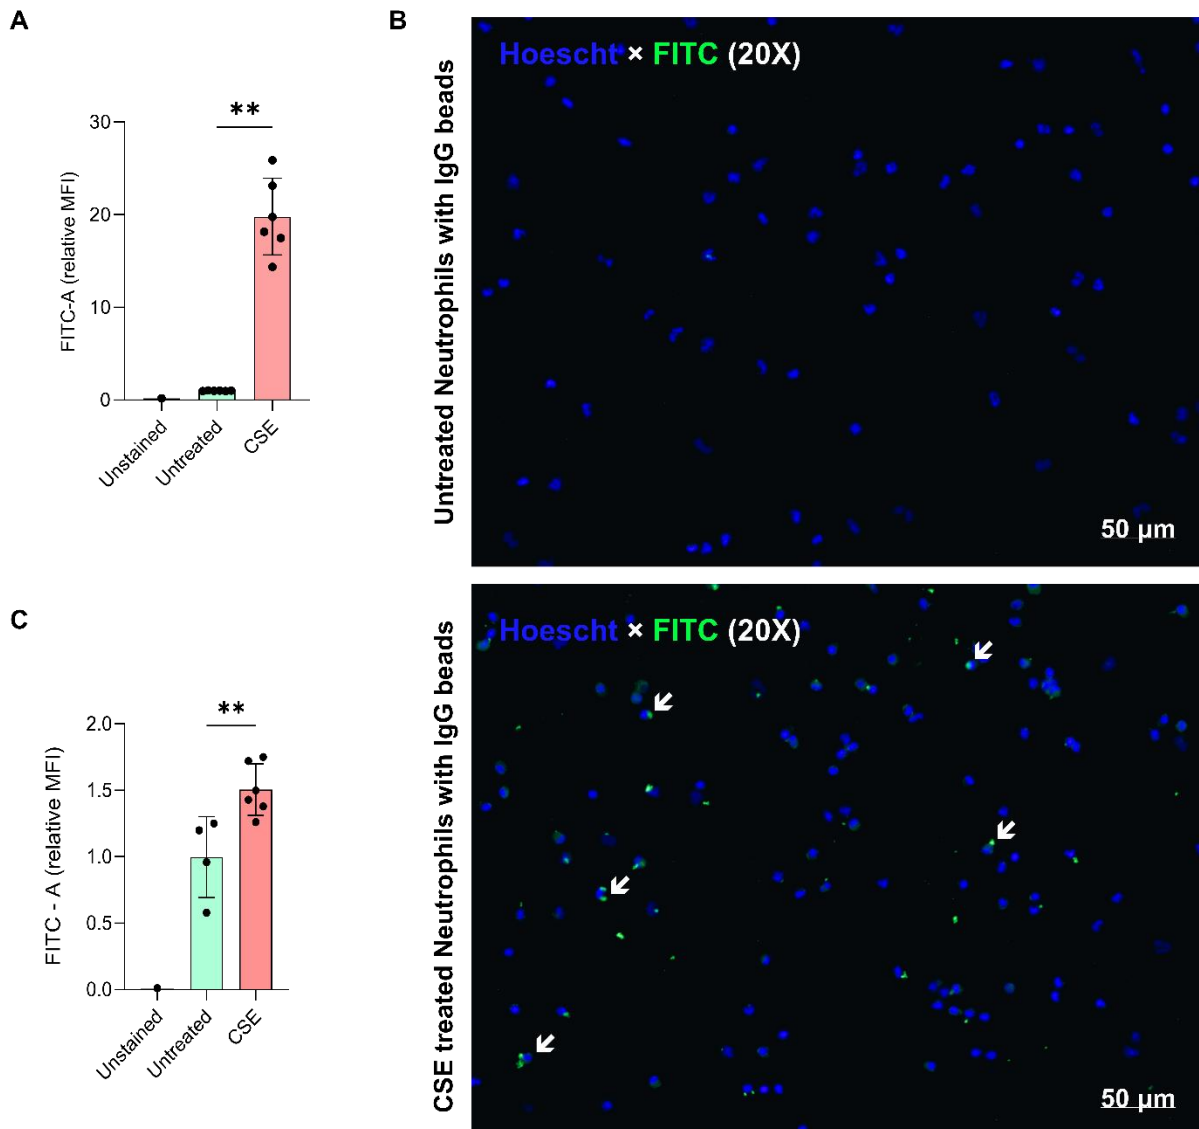 A
**
30
20
10
0
FITC-A (relative MFI)
Unstained
Untreated
CSE
B
Untreated Neutrophils with IgG beads
Hoescht × FITC (20X)
50 µm
C
**
2.0
1.5
1.0
0.5
0.0
FITC - A (relative MFI)
Unstained
Untreated
CSE
CSE treated Neutrophils with IgG beads
Hoescht × FITC (20X)
50 µm